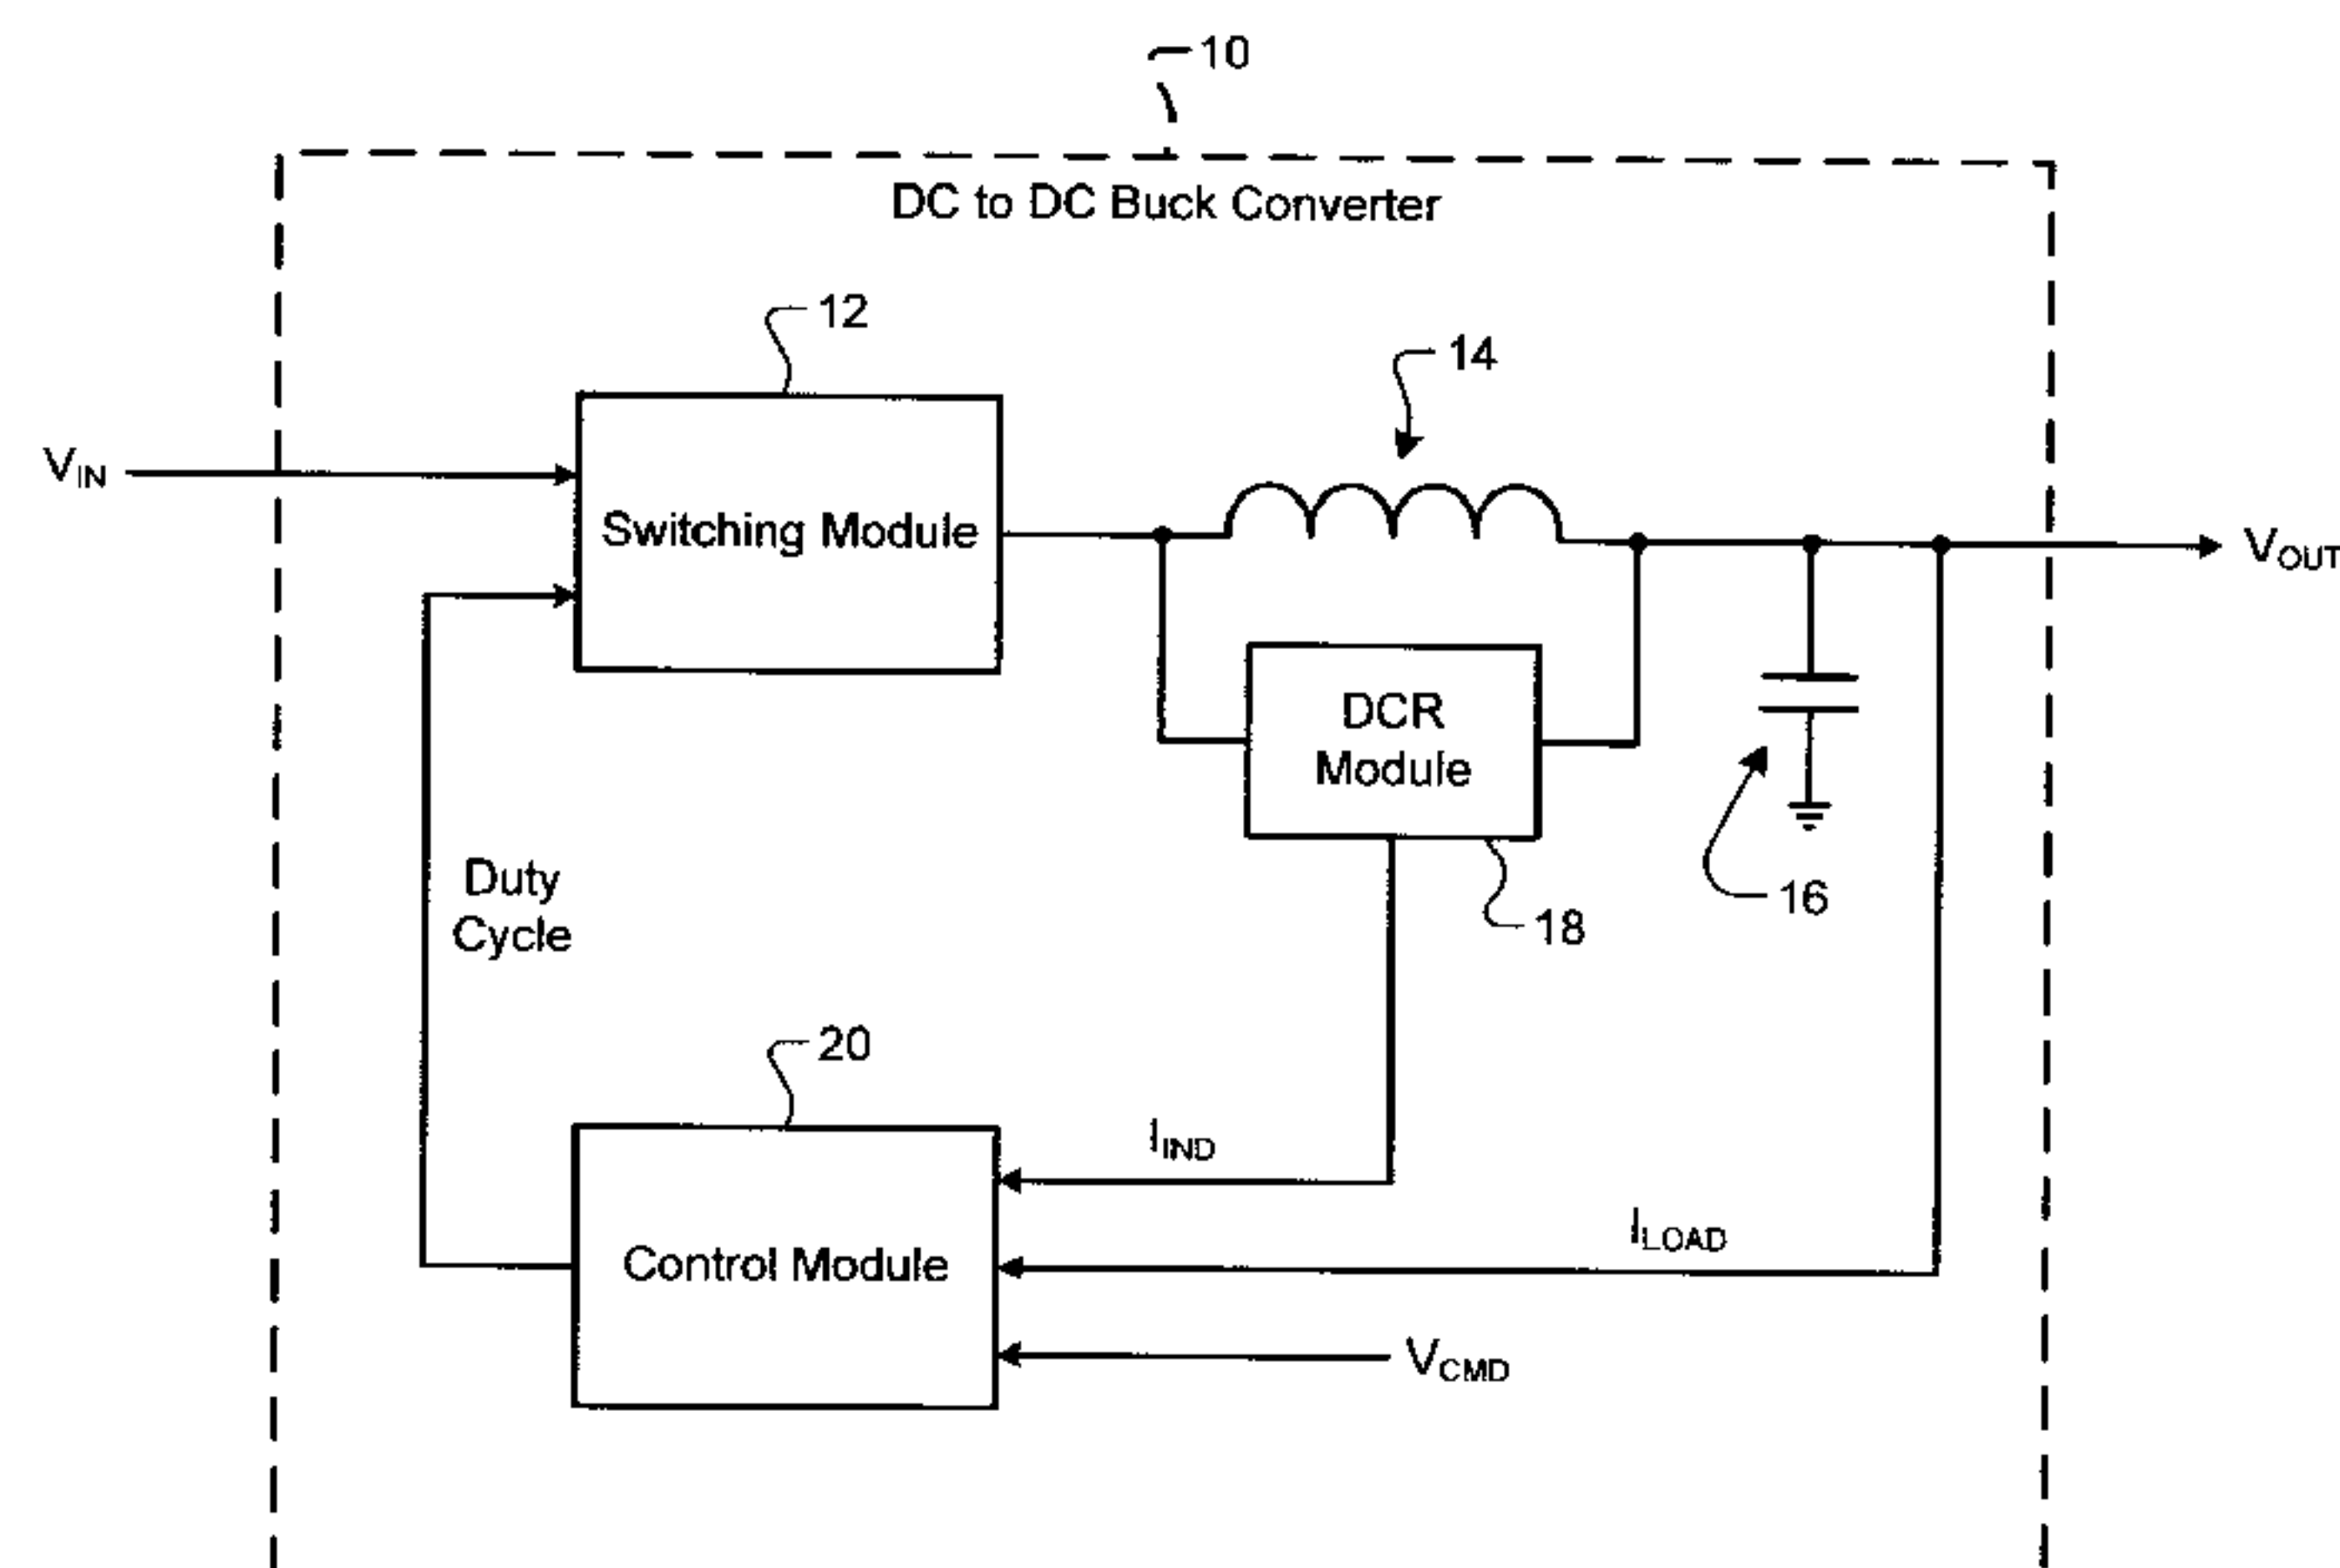 10
DC to DC Buck Converter
12
14
VIN
Switching Module
VOUT
DCR
Module
Duty
Cycle
16
18
20
IIND
ILOAD
Control Module
VCMD